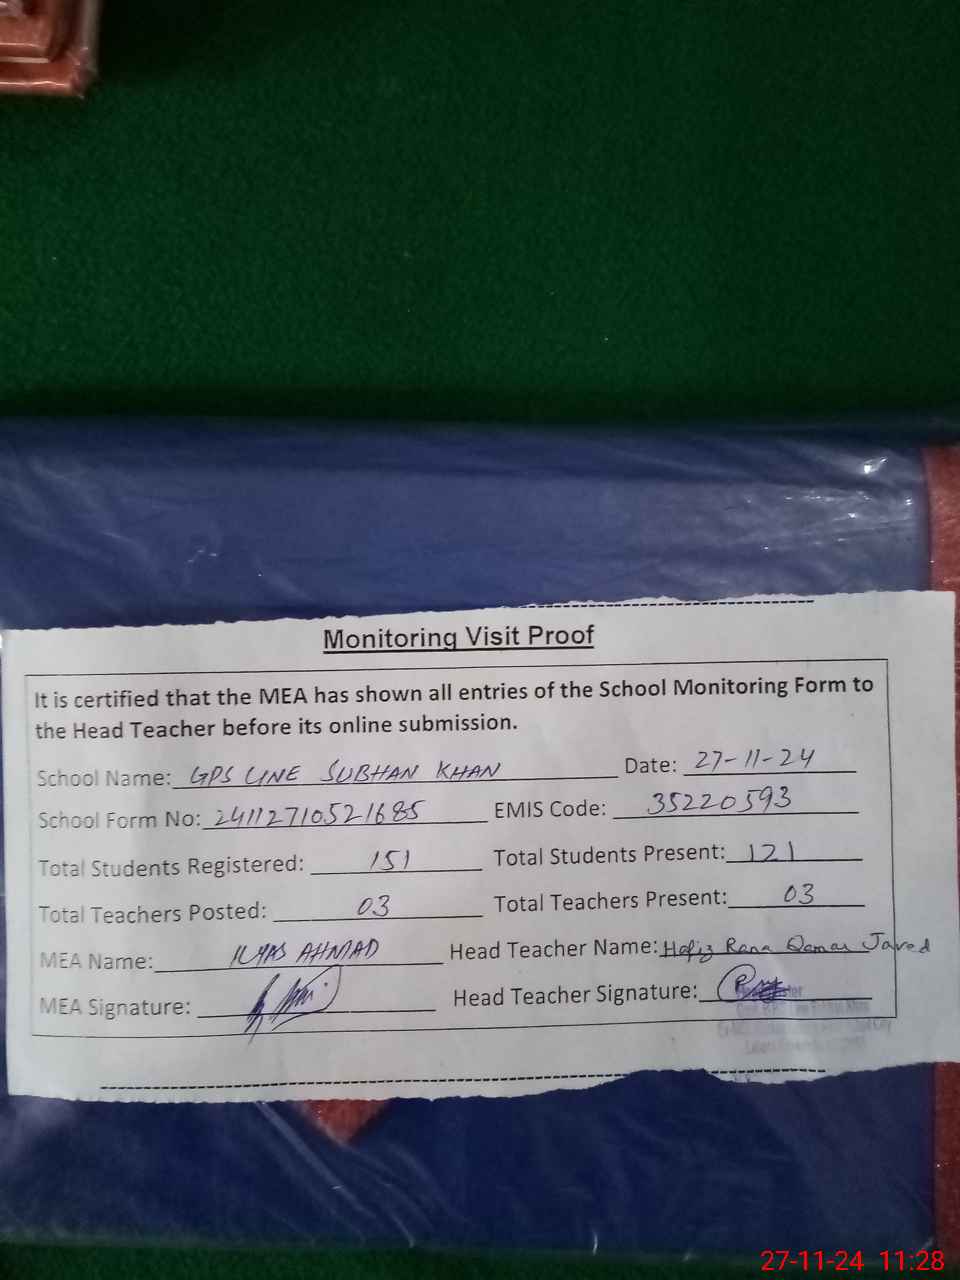 Monitoring Visit Proof
It is certified that the MEA has shown all entries of the School Monitoring Form to
the Head Teacher before its online submission.
School Name: GPS LINE SUBHAN KHAN Date: 27-11-24
School Form No: 24112710521685 EMIS Code: 35220593
Total Students Registered: 151 Total Students Present: 121
Total Teachers Posted: 03 Total Teachers Present: 03
MEA Name: ILYAS AHMAD Head Teacher Name: Hafiz Rana Qamar Javed
MEA Signature: Head Teacher Signature:
27-11-24 11:28